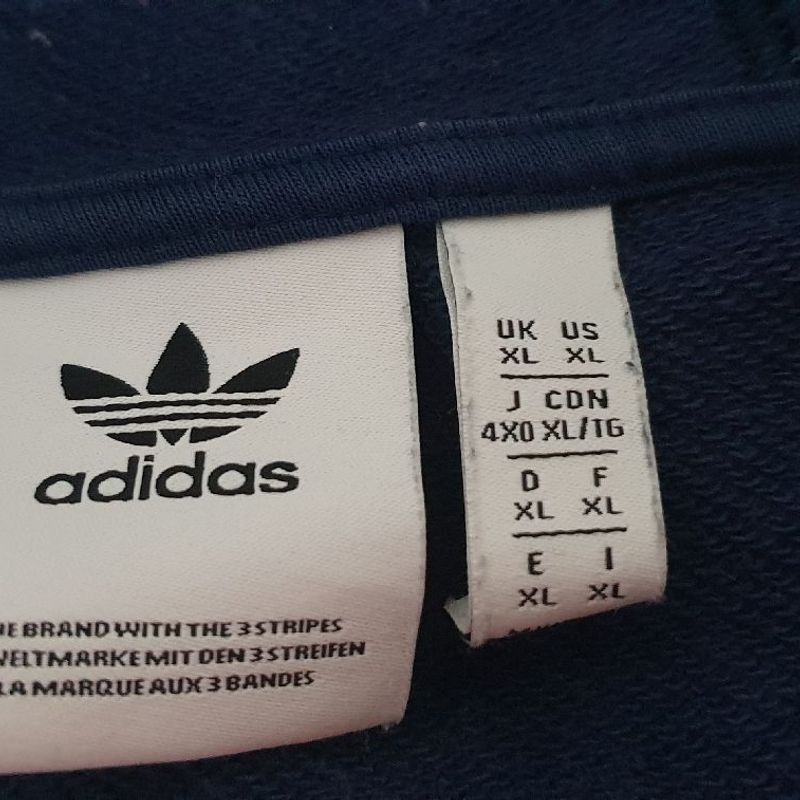 adidas
BRAND WITH THE 3 STRIPES
WELTMARKE MIT DEN 3 STREIFEN
LA MARQUE AUX 3 BANDES
UK US
XL XL
J CDN
4XO XL/TG
D F
XL XL
E I
XL XL